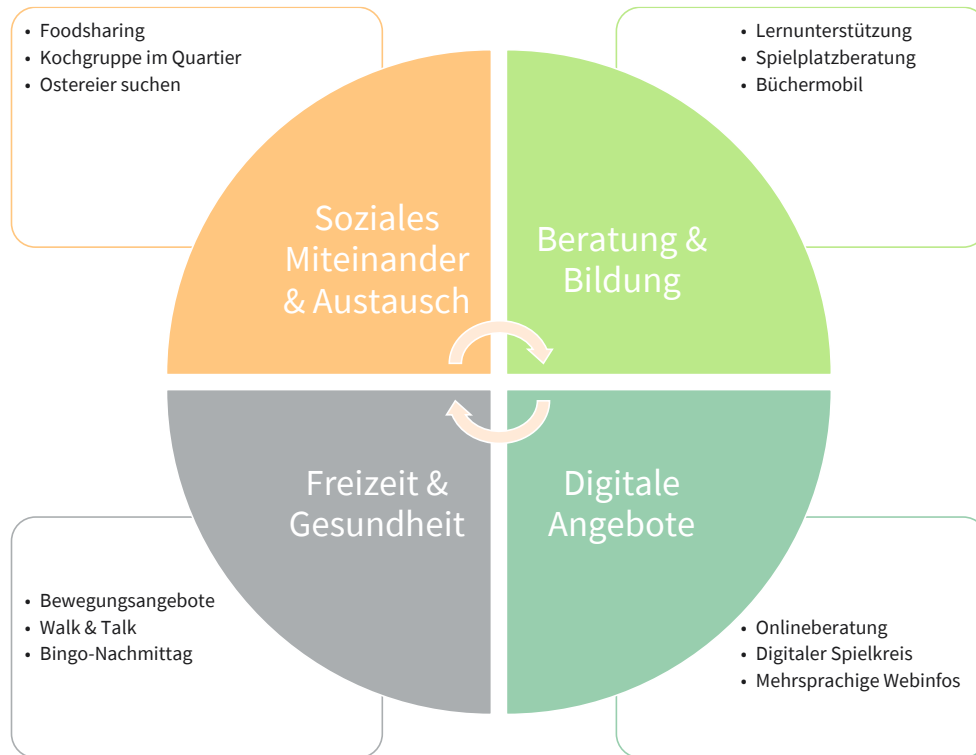 • Foodsharing
• Kochgruppe im Quartier
• Ostereier suchen
• Lernunterstützung
• Spielplatzberatung
• Büchermobil
Soziales
Miteinander
& Austausch
Beratung &
Bildung
Freizeit &
Gesundheit
Digitale
Angebote
• Bewegungsangebote
• Walk & Talk
• Bingo-Nachmittag
• Onlineberatung
• Digitaler Spielkreis
• Mehrsprachige Webinfos